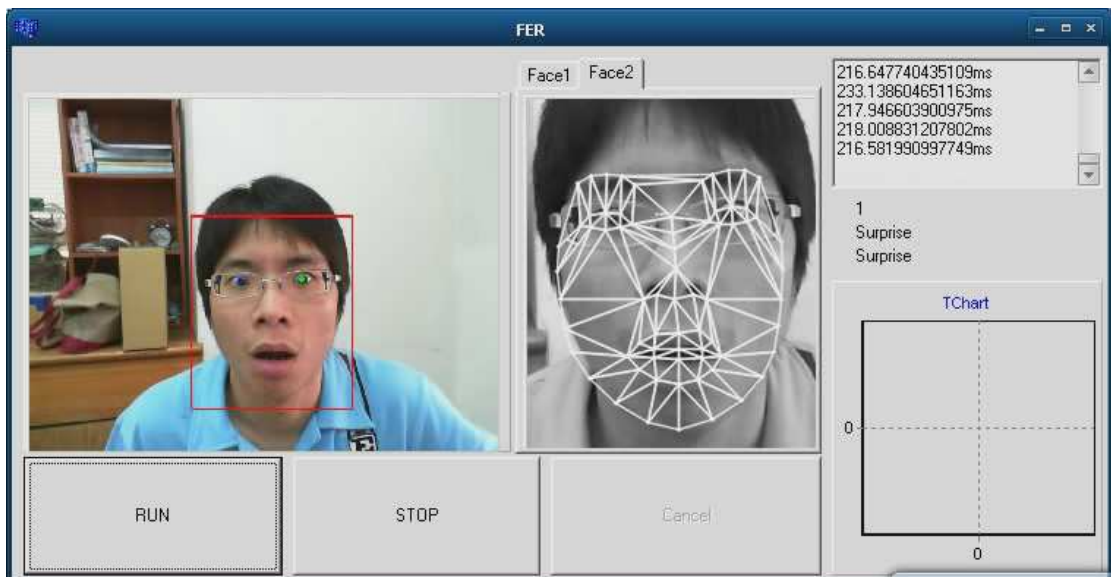 FER
Face1 Face2
216.647740435109ms
233.138604651163ms
217.946603900975ms
218.008831207802ms
216.581990997749ms
1
Surprise
Surprise
TChart
0
0
RUN
STOP
Cancel